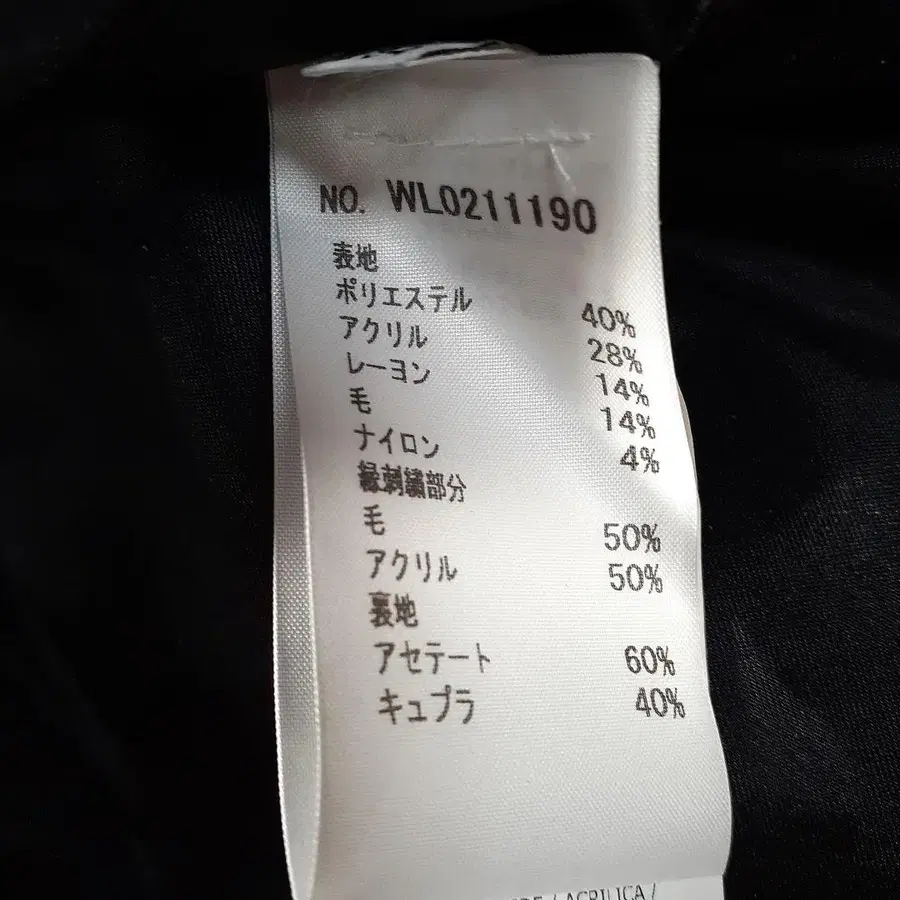 NO. WL0211190
表地
ポリエステル 40%
アクリル 28%
レーヨン 14%
毛 14%
ナイロン 4%
縁刺繍部分
毛 50%
アクリル 50%
裏地
アセテート 60%
キュプラ 40%
/ ACRILICA /